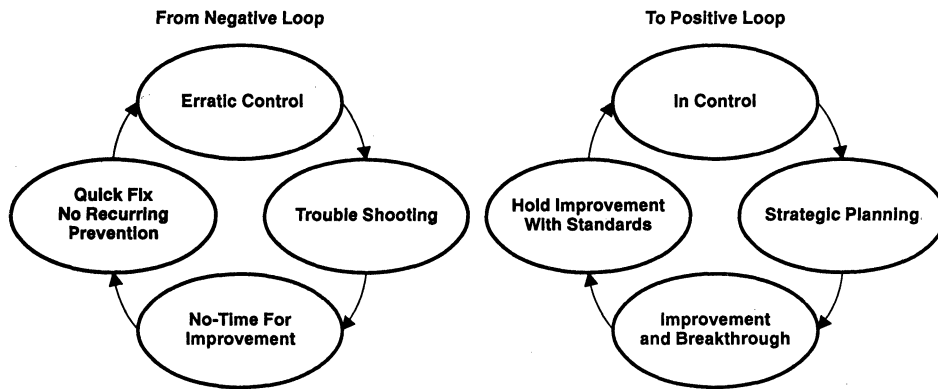 From Negative Loop
Erratic Control
Trouble Shooting
No-Time For
Improvement
Quick Fix
No Recurring
Prevention
To Positive Loop
In Control
Strategic Planning
Improvement
and Breakthrough
Hold Improvement
With Standards